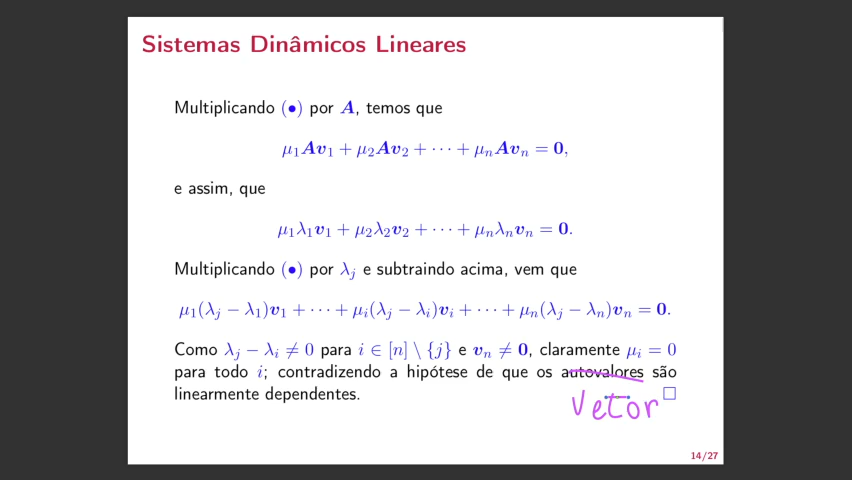 Sistemas Dinâmicos Lineares
Multiplicando (•) por A, temos que
μ₁Av₁ + μ₂Av₂ + ··· + μₙAvₙ = 0,
e assim, que
μ₁λ₁v₁ + μ₂λ₂v₂ + ··· + μₙλₙvₙ = 0.
Multiplicando (•) por λⱼ e subtraindo acima, vem que
μ₁(λⱼ − λ₁)v₁ + ··· + μᵢ(λⱼ − λᵢ)vᵢ + ··· + μₙ(λⱼ − λₙ)vₙ = 0.
Como λⱼ − λᵢ ≠ 0 para i ∈ [n] \ {j} e vₙ ≠ 0, claramente μᵢ = 0
para todo i; contradizendo a hipótese de que os autovalores são
linearmente dependentes. □
Vetor
14/27